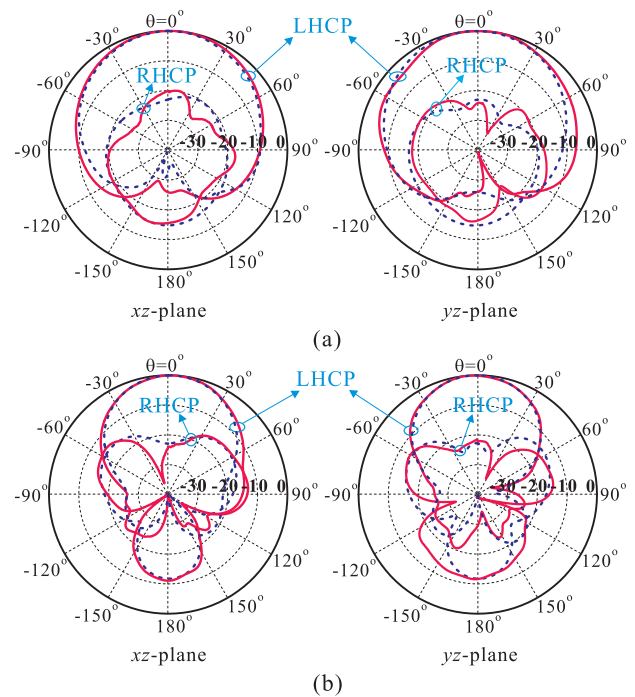 θ=0°
LHCP
θ=0°
-30°
30°
-30°
30°
-60°
RHCP
60°
-60°
RHCP
60°
-90°
-30 -20 -10 0
90°
-90°
-30 -20 -10 0
90°
-120°
120°
-120°
120°
-150°
150°
-150°
150°
180°
180°
xz-plane
yz-plane
(a)
θ=0°
LHCP
θ=0°
-30°
30°
-30°
30°
-60°
RHCP
60°
-60°
RHCP
60°
-90°
-30 -20 -10 0
90°
-90°
-30 -20 -10 0
90°
-120°
120°
-120°
120°
-150°
150°
-150°
150°
180°
180°
xz-plane
yz-plane
(b)